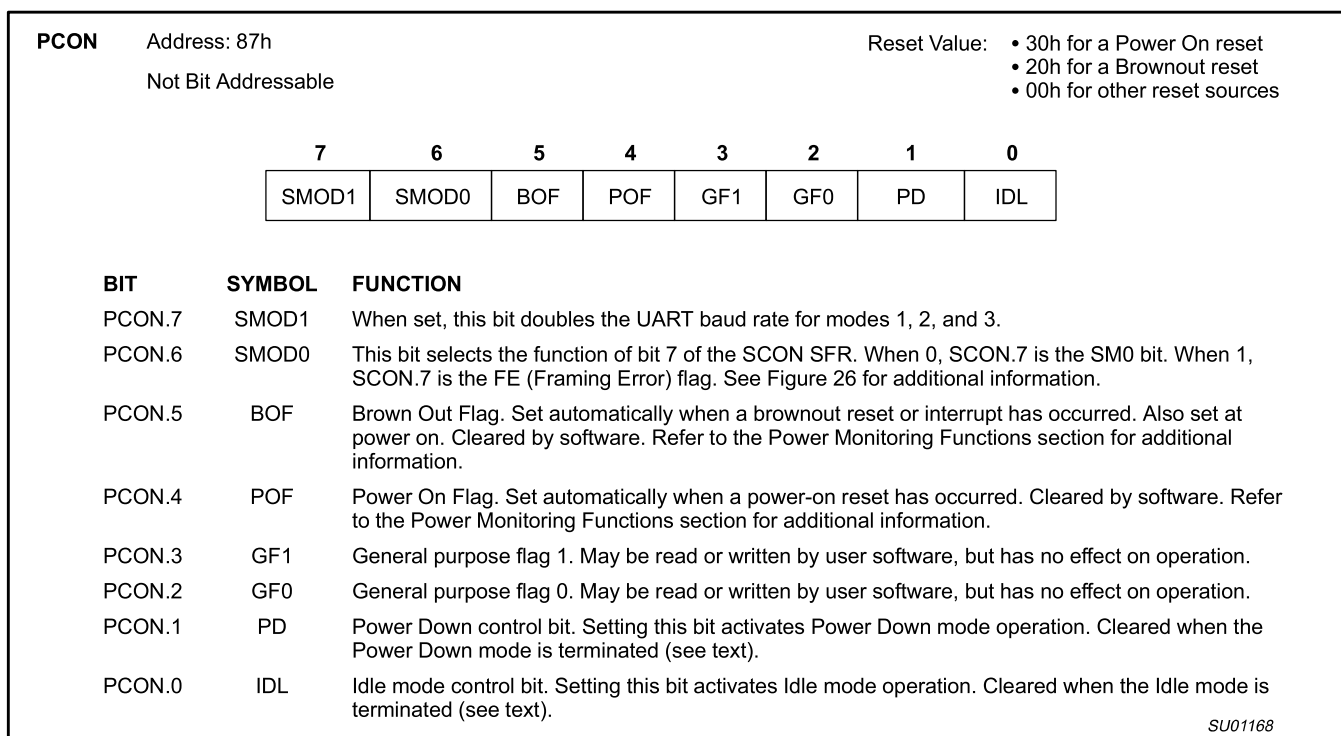 PCON Address: 87h Reset Value: • 30h for a Power On reset
• 20h for a Brownout reset
Not Bit Addressable
• 00h for other reset sources
7 6 5 4 3 2 1 0
SMOD1 SMOD0 BOF POF GF1 GF0 PD IDL
BIT SYMBOL FUNCTION
PCON.7 SMOD1 When set, this bit doubles the UART baud rate for modes 1, 2, and 3.
PCON.6 SMOD0 This bit selects the function of bit 7 of the SCON SFR. When 0, SCON.7 is the SM0 bit. When 1,
SCON.7 is the FE (Framing Error) flag. See Figure 26 for additional information.
PCON.5 BOF Brown Out Flag. Set automatically when a brownout reset or interrupt has occurred. Also set at
power on. Cleared by software. Refer to the Power Monitoring Functions section for additional
information.
PCON.4 POF Power On Flag. Set automatically when a power-on reset has occurred. Cleared by software. Refer
to the Power Monitoring Functions section for additional information.
PCON.3 GF1 General purpose flag 1. May be read or written by user software, but has no effect on operation.
PCON.2 GF0 General purpose flag 0. May be read or written by user software, but has no effect on operation.
PCON.1 PD Power Down control bit. Setting this bit activates Power Down mode operation. Cleared when the
Power Down mode is terminated (see text).
PCON.0 IDL Idle mode control bit. Setting this bit activates Idle mode operation. Cleared when the Idle mode is
terminated (see text).
SU01168